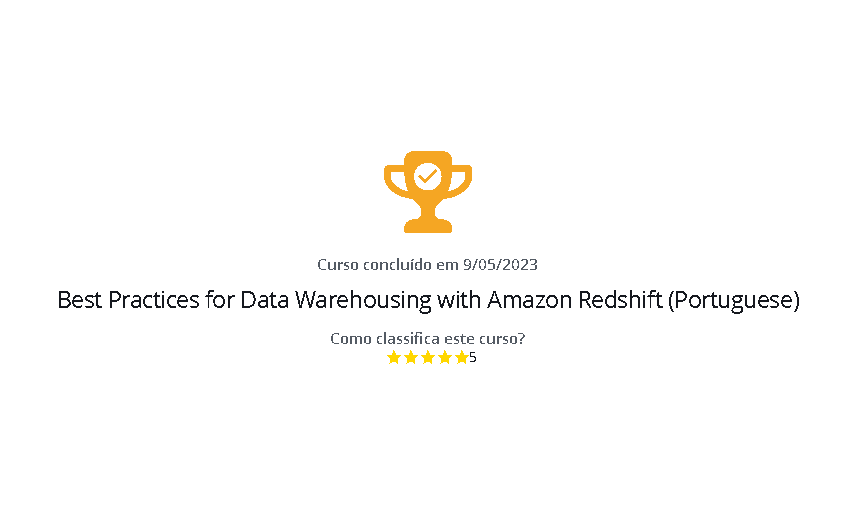 Curso concluído em 9/05/2023
Best Practices for Data Warehousing with Amazon Redshift (Portuguese)
Como classifica este curso?
5